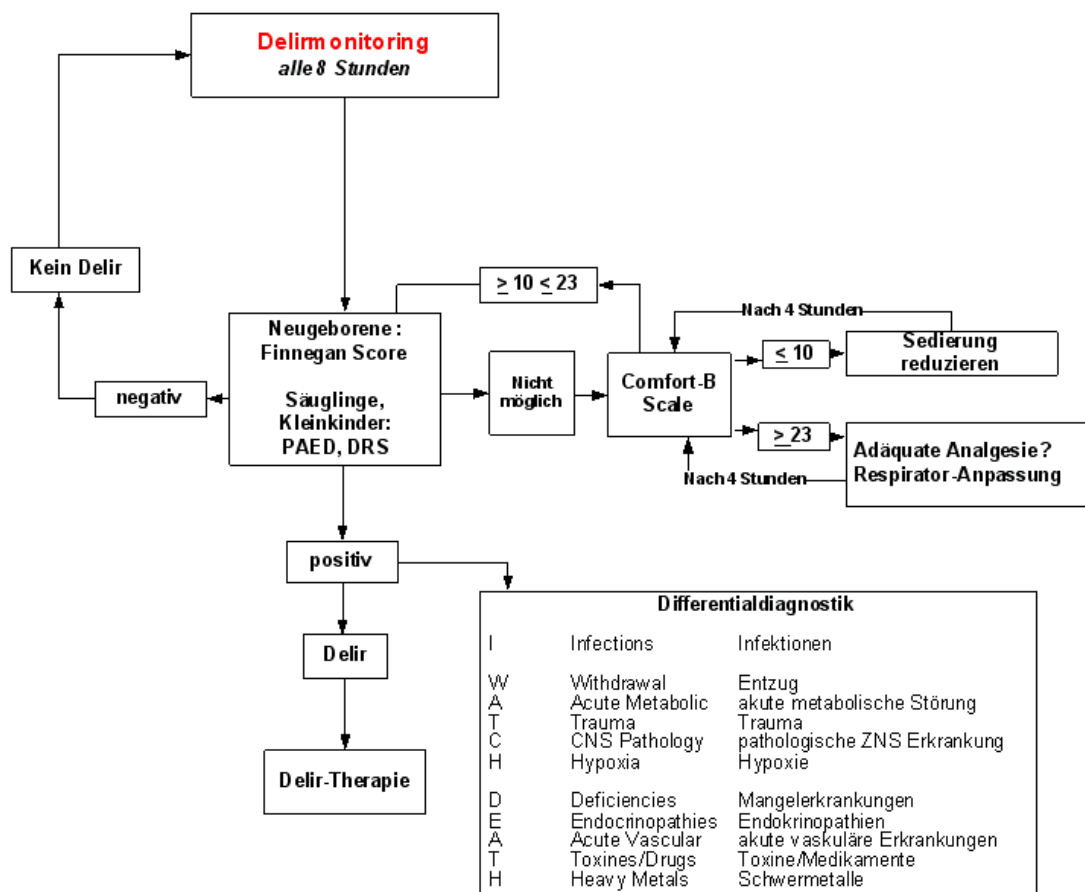 Delirmonitoring
alle 8 Stunden
Kein Delir
≥ 10 ≤ 23
Nach 4 Stunden
Neugeborene :
Finnegan Score
Säuglinge,
Kleinkinder:
PAED, DRS
negativ
Nicht
möglich
Comfort-B
Scale
≤ 10
Sedierung
reduzieren
≥ 23
Adäquate Analgesie?
Respirator-Anpassung
Nach 4 Stunden
positiv
Delir
Delir-Therapie
Differentialdiagnostik
I Infections Infektionen
W Withdrawal Entzug
A Acute Metabolic akute metabolische Störung
T Trauma Trauma
C CNS Pathology pathologische ZNS Erkrankung
H Hypoxia Hypoxie
D Deficiencies Mangelerkrankungen
E Endocrinopathies Endokrinopathien
A Acute Vascular akute vaskuläre Erkrankungen
T Toxines/Drugs Toxine/Medikamente
H Heavy Metals Schwermetalle